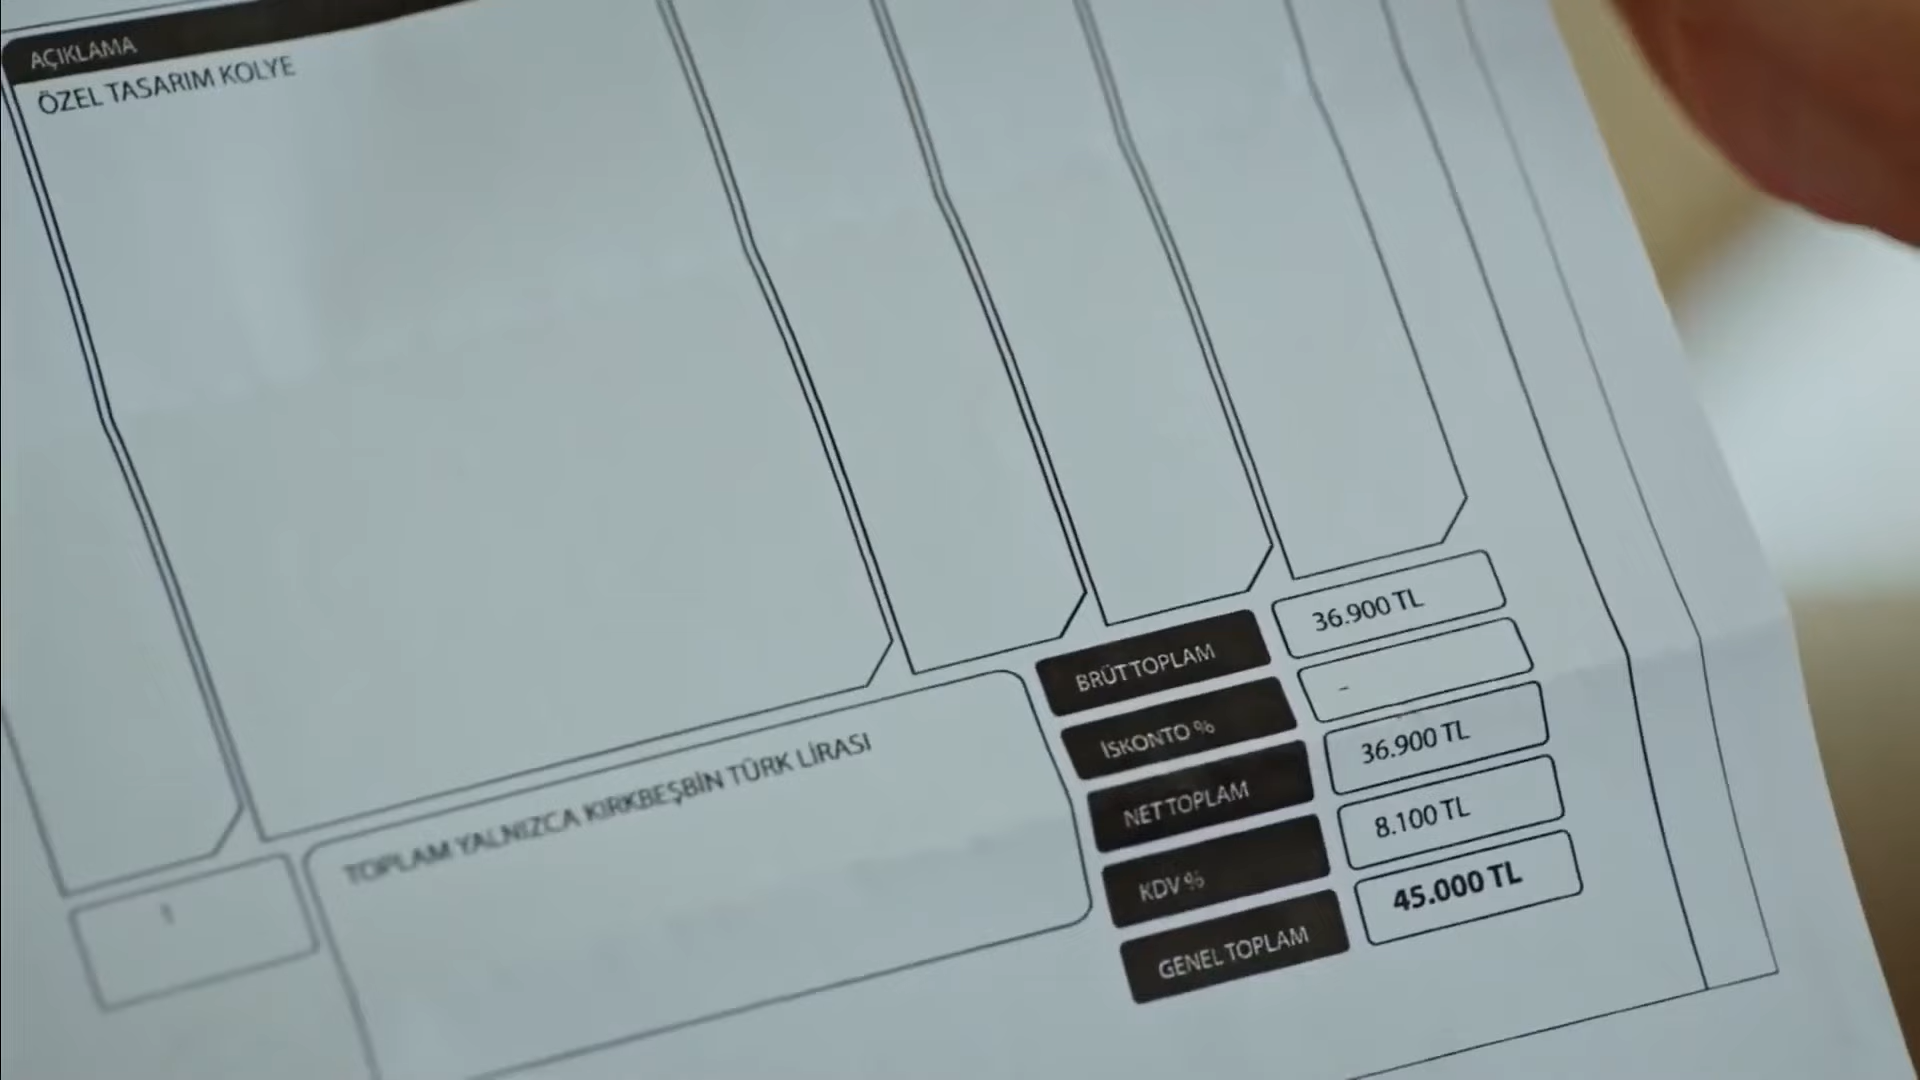 AÇIKLAMA
ÖZEL TASARIM KOLYE
BRÜT TOPLAM 36.900 TL
İSKONTO % -
NET TOPLAM 36.900 TL
KDV % 8.100 TL
GENEL TOPLAM 45.000 TL
TOPLAM YALNIZCA KIRKBEŞBİN TÜRK LİRASI
1